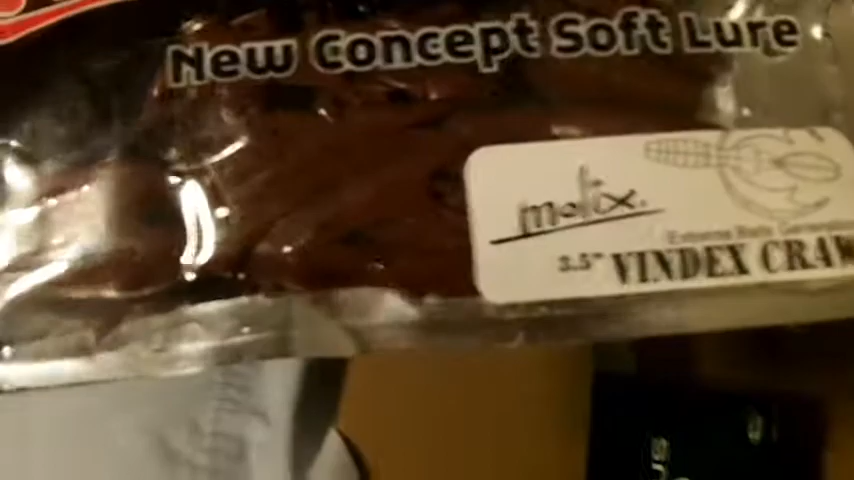 New Concept Soft Lure
molix.
Extreme Baits Generation
3.5" VINDEX CRAW